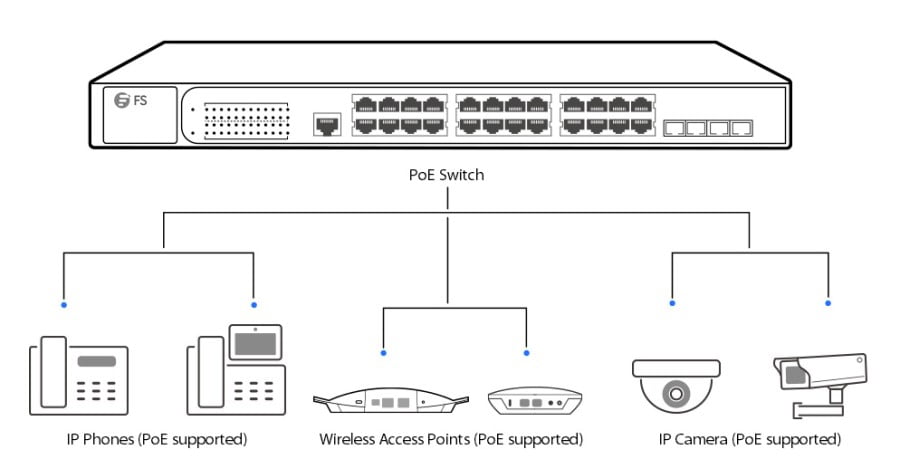 FS
PoE Switch
IP Phones (PoE supported)
Wireless Access Points (PoE supported)
IP Camera (PoE supported)